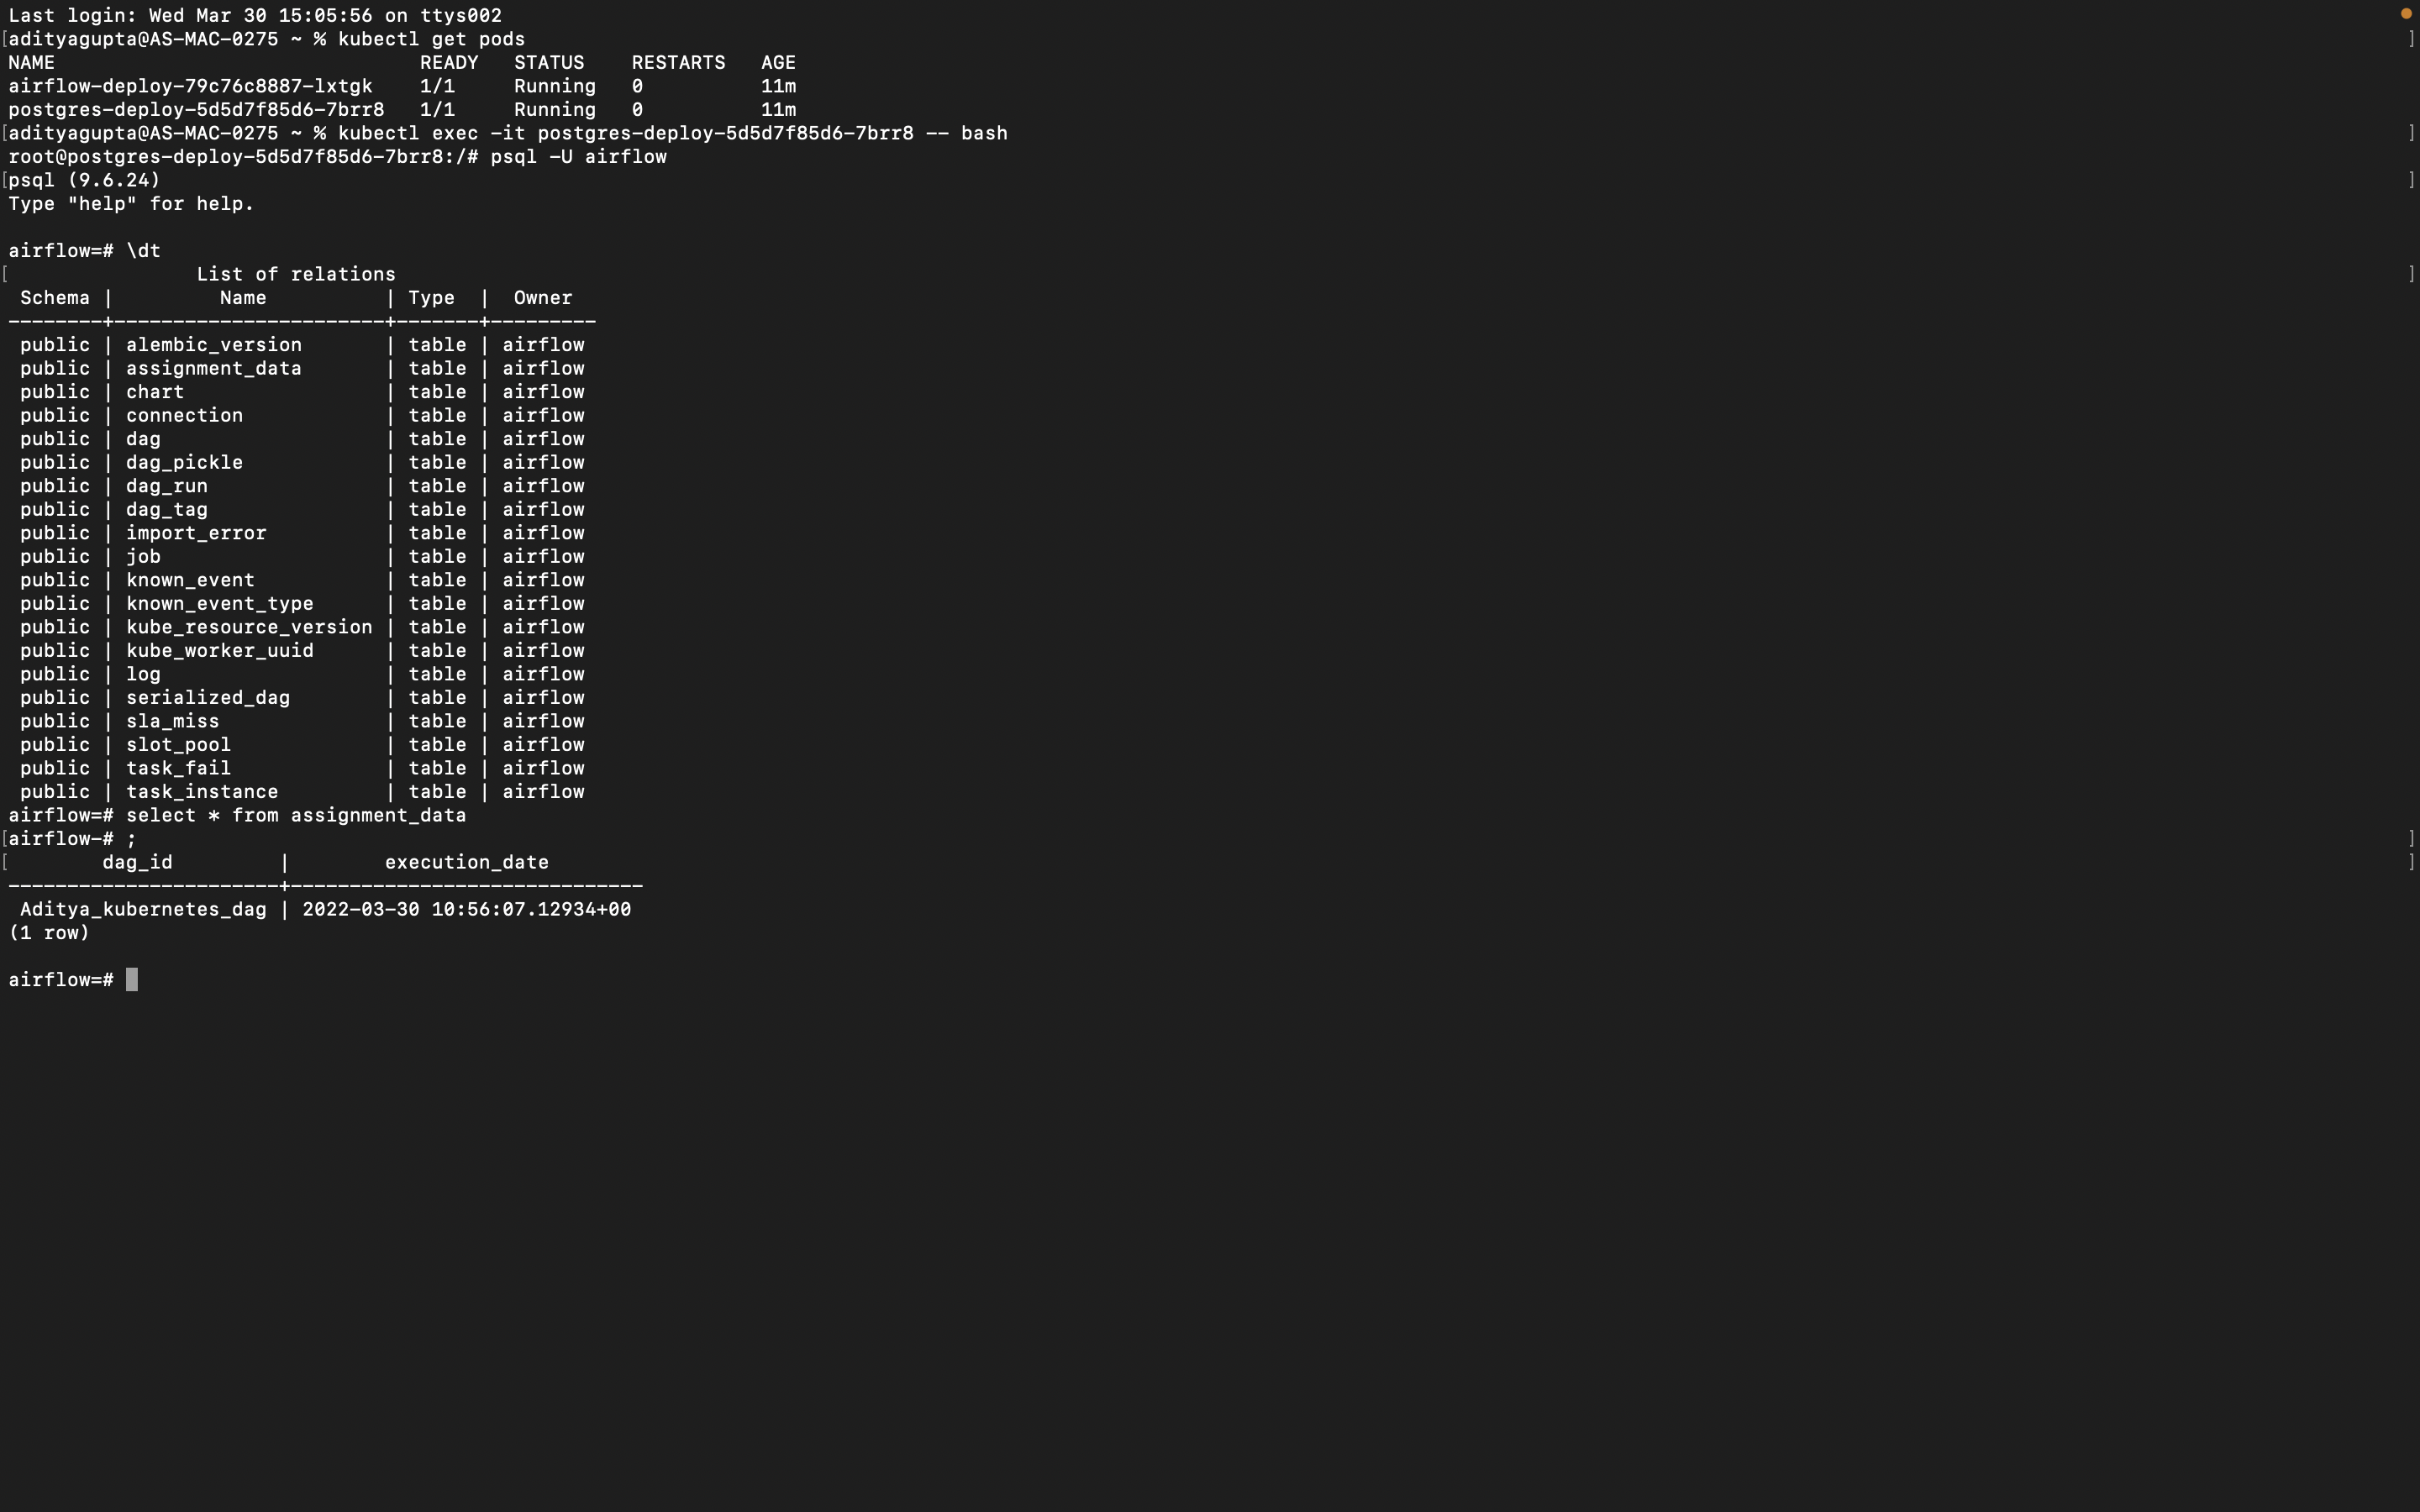 Last login: Wed Mar 30 15:05:56 on ttys002
[adityagupta@AS-MAC-0275 ~ % kubectl get pods ]
NAME                               READY   STATUS    RESTARTS   AGE
airflow-deploy-79c76c8887-lxtgk    1/1     Running   0          11m
postgres-deploy-5d5d7f85d6-7brr8   1/1     Running   0          11m
[adityagupta@AS-MAC-0275 ~ % kubectl exec -it postgres-deploy-5d5d7f85d6-7brr8 -- bash ]
root@postgres-deploy-5d5d7f85d6-7brr8:/# psql -U airflow
[psql (9.6.24) ]
Type "help" for help.
airflow=# \dt
[                List of relations ]
 Schema |         Name          | Type  |  Owner
--------+-----------------------+-------+---------
 public | alembic_version       | table | airflow
 public | assignment_data       | table | airflow
 public | chart                 | table | airflow
 public | connection            | table | airflow
 public | dag                   | table | airflow
 public | dag_pickle            | table | airflow
 public | dag_run               | table | airflow
 public | dag_tag               | table | airflow
 public | import_error          | table | airflow
 public | job                   | table | airflow
 public | known_event           | table | airflow
 public | known_event_type      | table | airflow
 public | kube_resource_version | table | airflow
 public | kube_worker_uuid      | table | airflow
 public | log                   | table | airflow
 public | serialized_dag        | table | airflow
 public | sla_miss              | table | airflow
 public | slot_pool             | table | airflow
 public | task_fail             | table | airflow
 public | task_instance         | table | airflow
airflow=# select * from assignment_data
[airflow-# ; ]
[        dag_id         |        execution_date ]
-----------------------+------------------------------
 Aditya_kubernetes_dag | 2022-03-30 10:56:07.12934+00
(1 row)
airflow=#